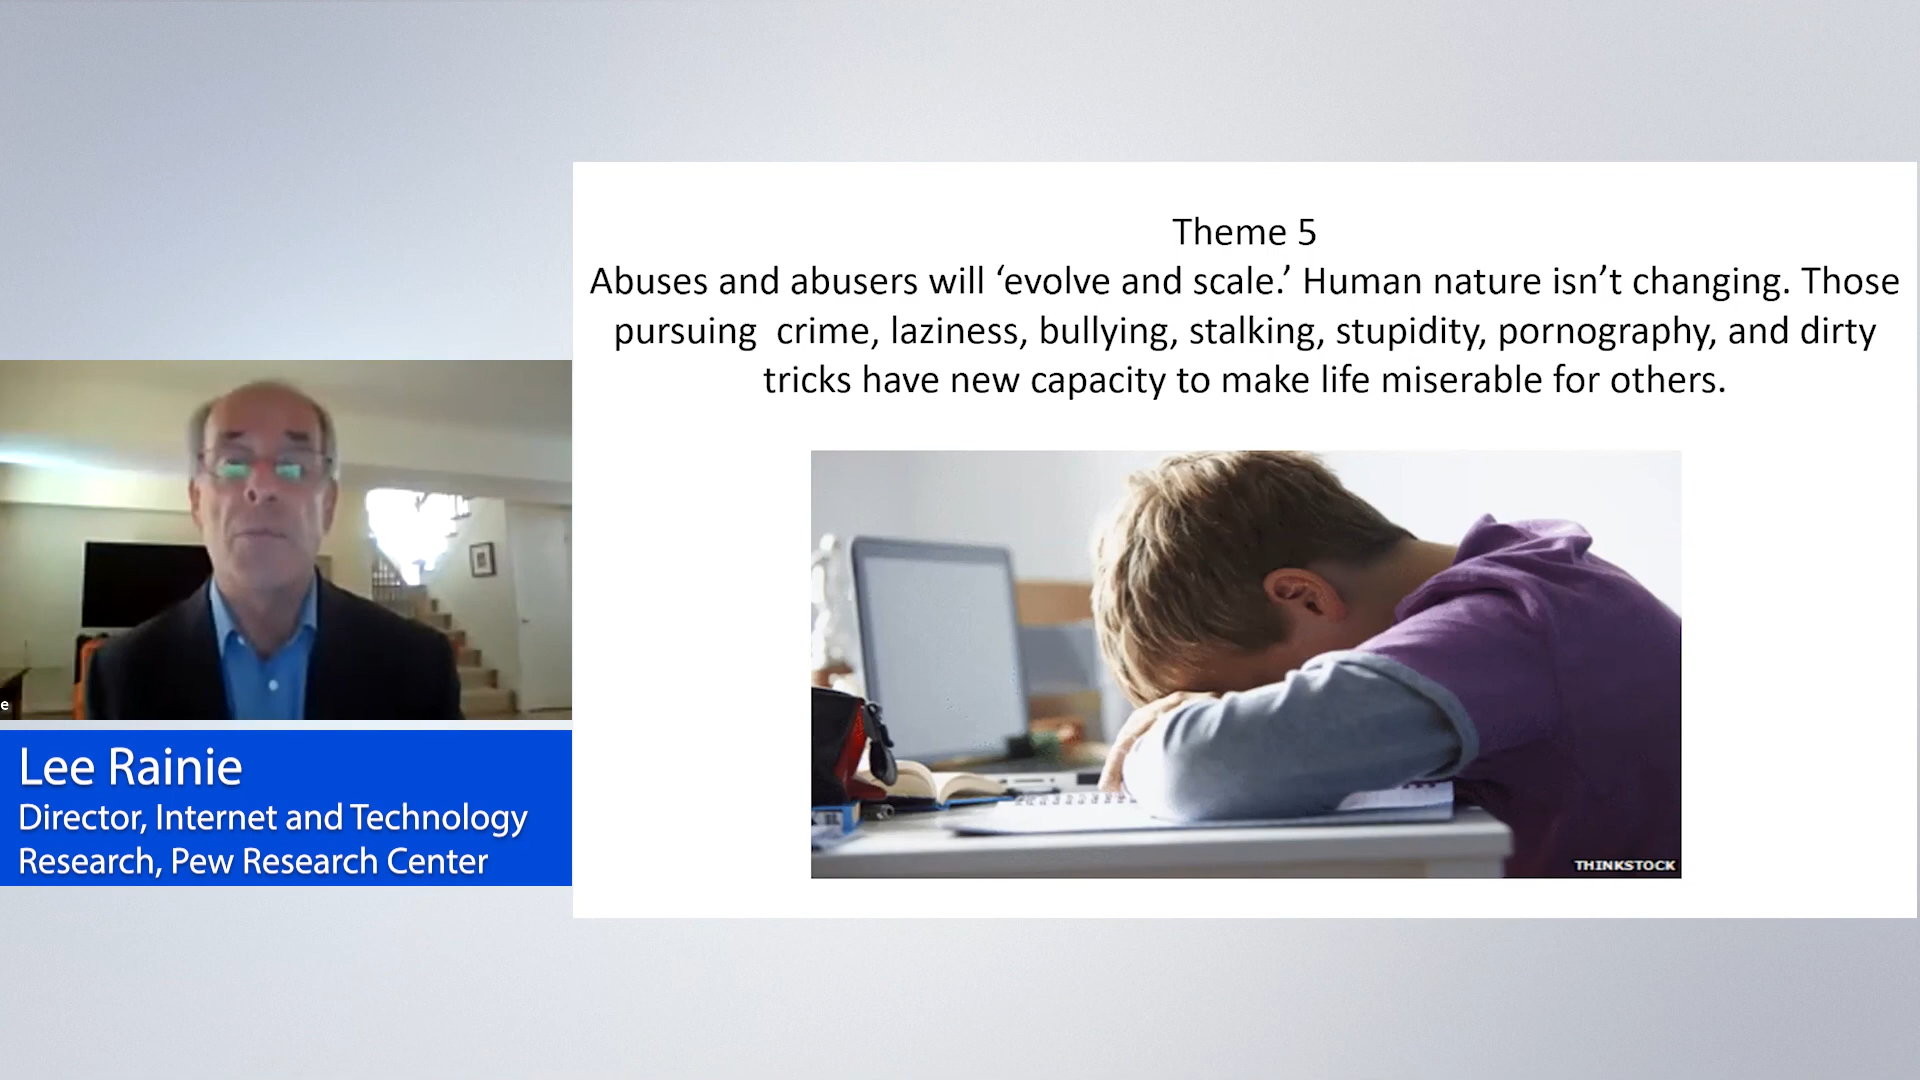 Theme 5
Abuses and abusers will ‘evolve and scale.’ Human nature isn’t changing. Those
pursuing  crime, laziness, bullying, stalking, stupidity, pornography, and dirty
tricks have new capacity to make life miserable for others.
THINKSTOCK
e
Lee Rainie
Director, Internet and Technology
Research, Pew Research Center